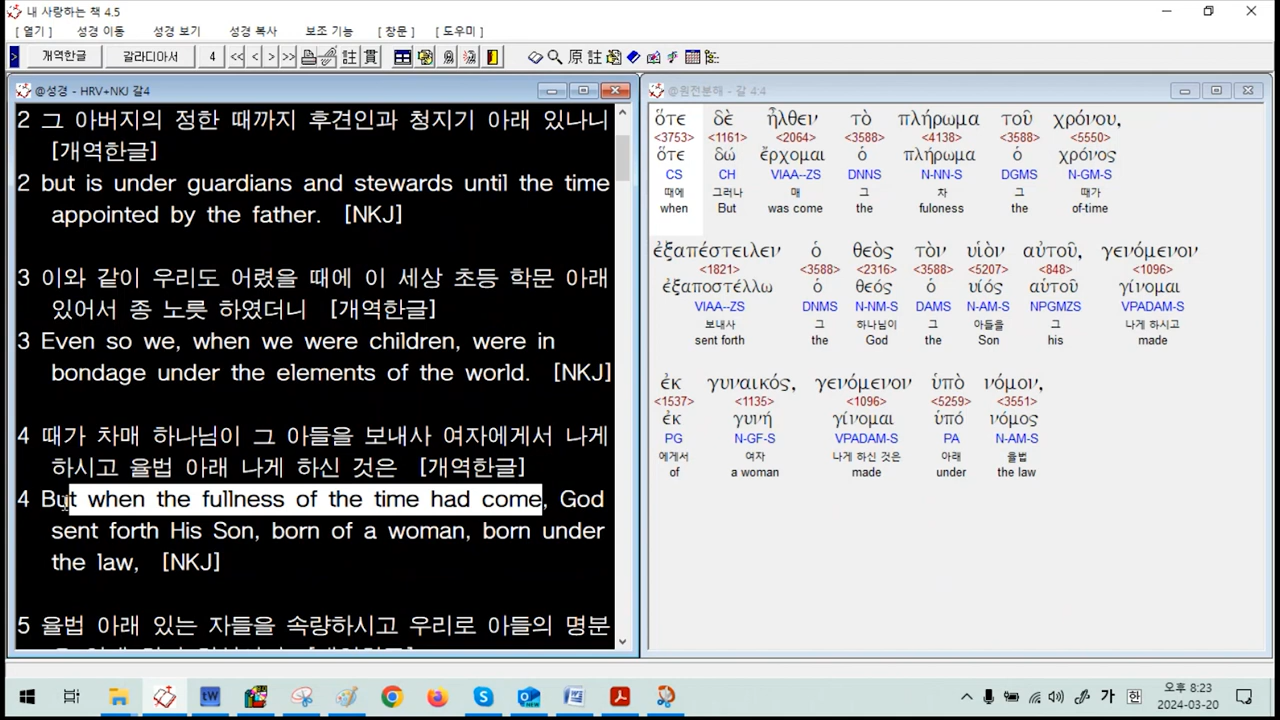 내 사랑하는 책 4.5
[ 열기 ] 성경 이동 성경 보기 성경 복사 보조 기능 [ 창문 ] [ 도우미 ]
개역한글 갈라디아서 4 << < > >> 註 貫 原 註
@성경 - HRV+NKJ 갈4
2 그 아버지의 정한 때까지 후견인과 청지기 아래 있나니
[개역한글]
2 but is under guardians and stewards until the time
appointed by the father. [NKJ]
3 이와 같이 우리도 어렸을 때에 이 세상 초등 학문 아래
있어서 종 노릇 하였더니 [개역한글]
3 Even so we, when we were children, were in
bondage under the elements of the world. [NKJ]
4 때가 차매 하나님이 그 아들을 보내사 여자에게서 나게
하시고 율법 아래 나게 하신 것은 [개역한글]
4 But when the fullness of the time had come, God
sent forth His Son, born of a woman, born under
the law, [NKJ]
5 율법 아래 있는 자들을 속량하시고 우리로 아들의 명분
@원전분해 - 갈 4:4
ὅτε δὲ ἦλθεν τὸ πλήρωμα τοῦ χρόνου,
<3753> <1161> <2064> <3588> <4138> <3588> <5550>
ὅτε δώ ἔρχομαι ὁ πλήρωμα ὁ χρόνος
CS CH VIAA--ZS DNNS N-NN-S DGMS N-GM-S
때에 그러나 매 그 차 그 때가
when But was come the fuloness the of-time
ἐξαπέστειλεν ὁ θεὸς τὸν υἱὸν αὐτοῦ, γενόμενον
<1821> <3588> <2316> <3588> <5207> <848> <1096>
ἐξαποστέλλω ὁ θεός ὁ υἱός αὑτοῦ γίνομαι
VIAA--ZS DNMS N-NM-S DAMS N-AM-S NPGMZS VPADAM-S
보내사 그 하나님이 그 아들을 그 나게 하시고
sent forth the God the Son his made
ἐκ γυναικός, γενόμενον ὑπὸ νόμον,
<1537> <1135> <1096> <5259> <3551>
ἐκ γυνή γίνομαι ὑπό νόμος
PG N-GF-S VPADAM-S PA N-AM-S
에게서 여자 나게 하신 것은 아래 율법
of a woman made under the law
가 한 오후 8:23
2024-03-20